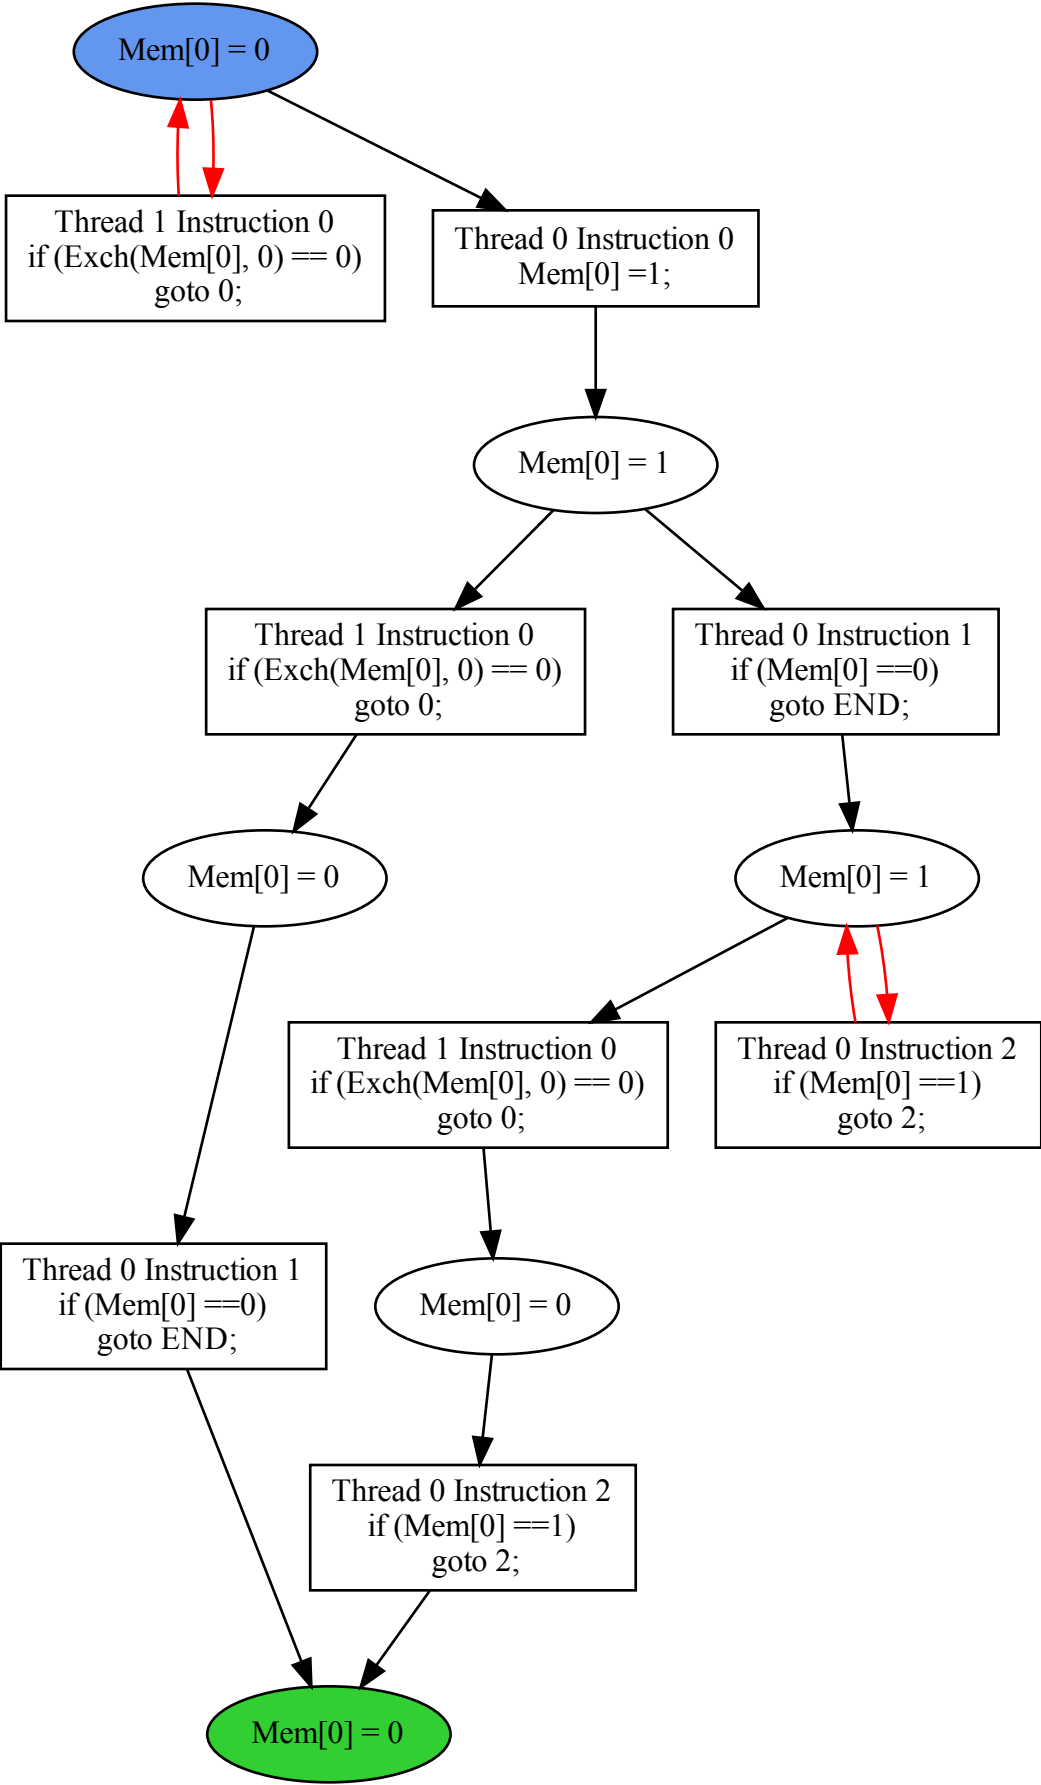 Mem[0] = 0
Thread 1 Instruction 0
if (Exch(Mem[0], 0) == 0)
goto 0;
Thread 0 Instruction 0
Mem[0] =1;
Mem[0] = 1
Thread 1 Instruction 0
if (Exch(Mem[0], 0) == 0)
goto 0;
Thread 0 Instruction 1
if (Mem[0] ==0)
goto END;
Mem[0] = 0
Mem[0] = 1
Thread 1 Instruction 0
if (Exch(Mem[0], 0) == 0)
goto 0;
Thread 0 Instruction 2
if (Mem[0] ==1)
goto 2;
Thread 0 Instruction 1
if (Mem[0] ==0)
goto END;
Mem[0] = 0
Thread 0 Instruction 2
if (Mem[0] ==1)
goto 2;
Mem[0] = 0